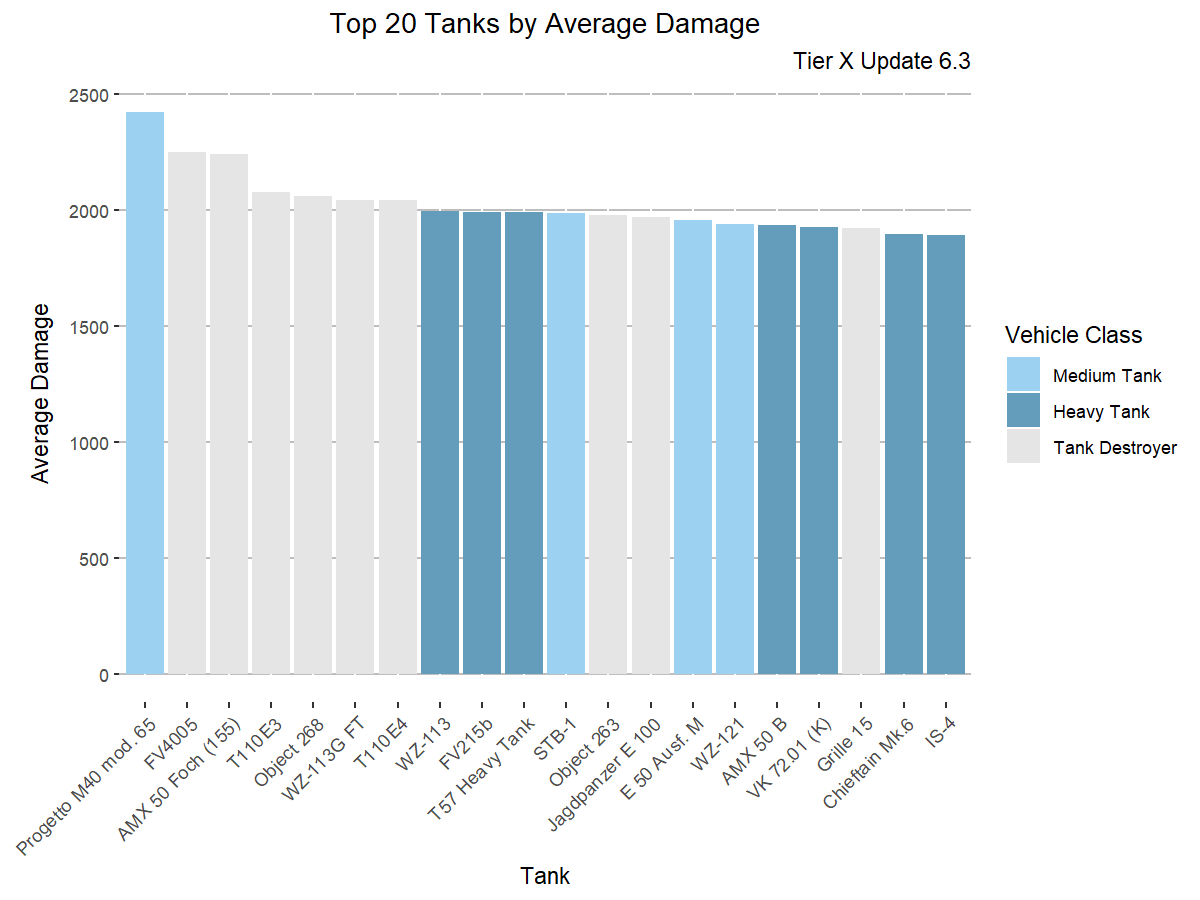 Top 20 Tanks by Average Damage
Tier X Update 6.3
2500
2000
1500
1000
500
0
Average Damage
Progetto M40 mod. 65
FV4005
AMX 50 Foch (155)
T110E3
Object 268
WZ-113G FT
T110E4
WZ-113
FV215b
T57 Heavy Tank
STB-1
Object 263
Jagdpanzer E 100
E 50 Ausf. M
WZ-121
AMX 50 B
VK 72.01 (K)
Grille 15
Chieftain Mk.6
IS-4
Tank
Vehicle Class
Medium Tank
Heavy Tank
Tank Destroyer